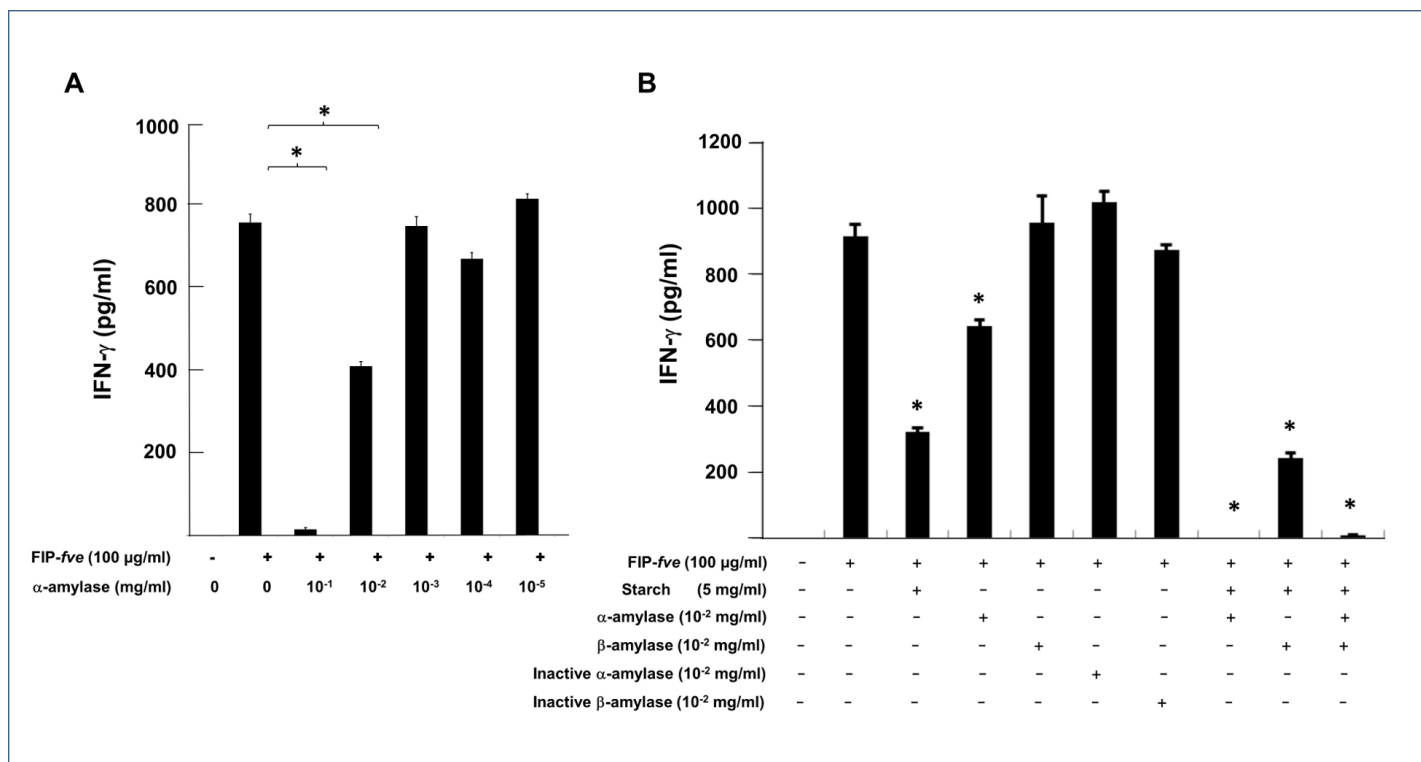 A
IFN-γ (pg/ml)
1000
800
600
400
200
*
*
FIP-fve (100 µg/ml) - + + + + + +
α-amylase (mg/ml) 0 0 10⁻¹ 10⁻² 10⁻³ 10⁻⁴ 10⁻⁵
B
IFN-γ (pg/ml)
1200
1000
800
600
400
200
*
*
*
*
*
FIP-fve (100 µg/ml) − + + + + + + + + +
Starch (5 mg/ml) − − + − − − − + + +
α-amylase (10⁻² mg/ml) − − − + − − − + − +
β-amylase (10⁻² mg/ml) − − − − + − − − + +
Inactive α-amylase (10⁻² mg/ml) − − − − − + − − − −
Inactive β-amylase (10⁻² mg/ml) − − − − − − + − − −